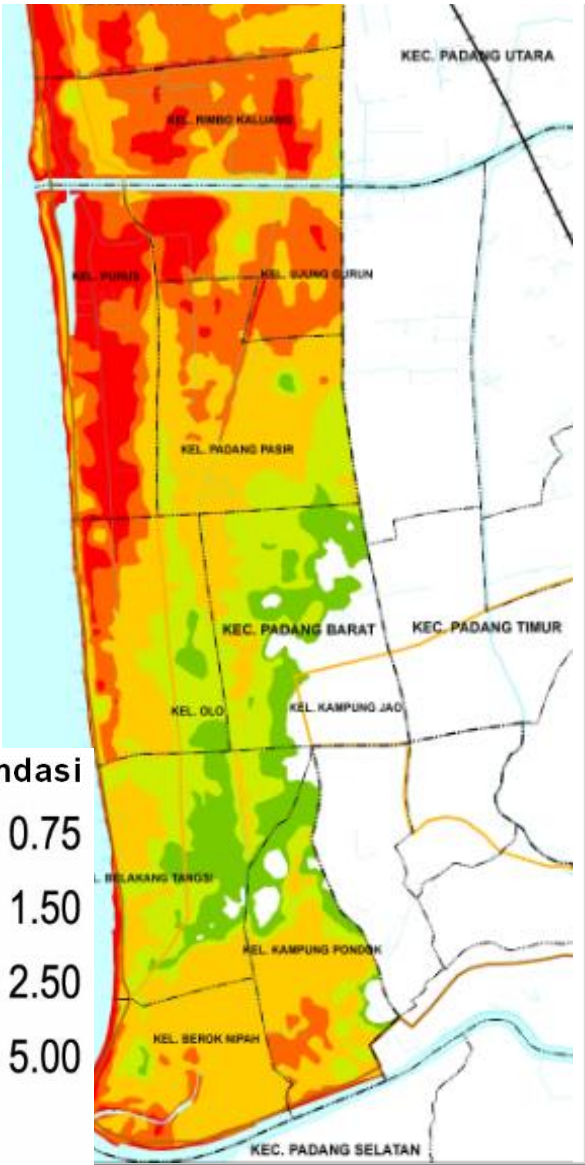 KEC. PADANG UTARA
KEL. RIMBO KALUANG
KEL. PURUS
KEL. UJUNG GURUN
KEL. PADANG PASIR
KEC. PADANG BARAT
KEC. PADANG TIMUR
KEL. OLO
KEL. KAMPUNG JAO
ndasi
0.75
1.50
2.50
5.00
BELAKANG TANGSI
KEL. KAMPUNG PONDOK
KEL. BEROK NIPAH
KEC. PADANG SELATAN